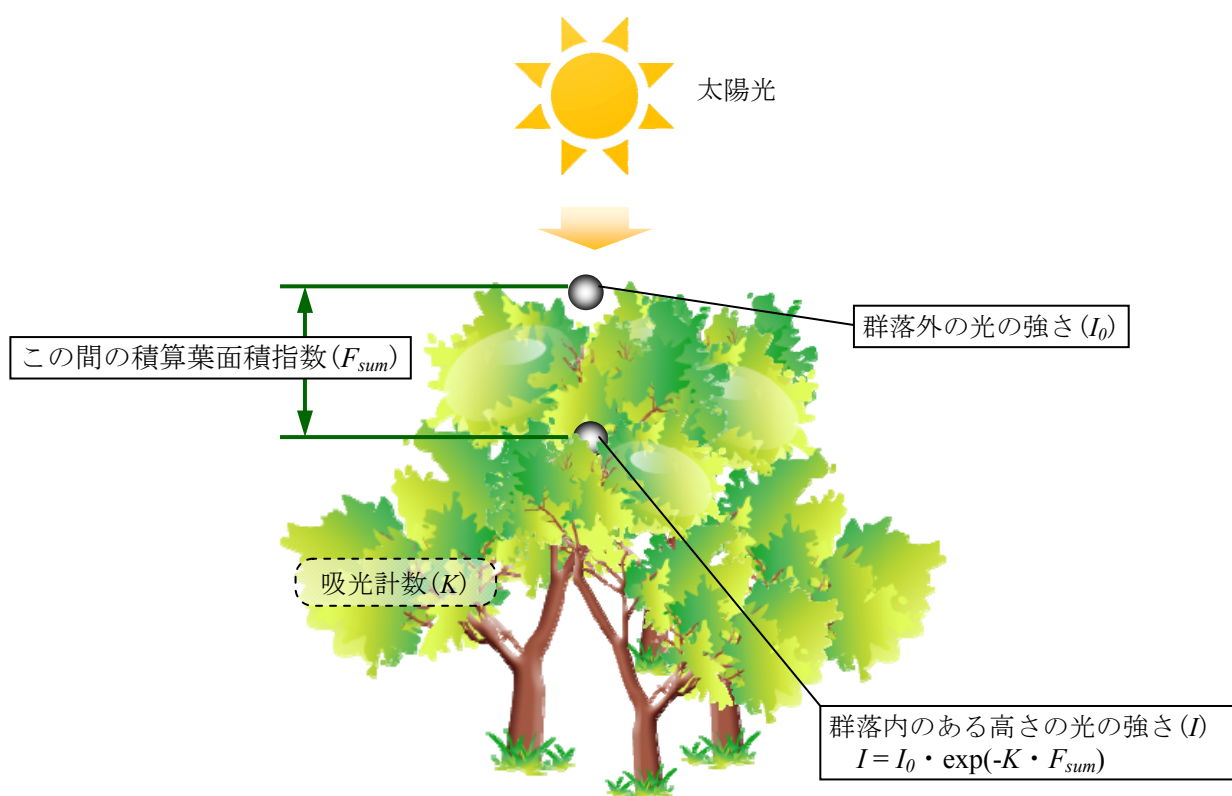 太陽光
群落外の光の強さ(I0)
この間の積算葉面積指数(Fsum)
吸光計数(K)
群落内のある高さの光の強さ(I)
I = I0・exp(-K・Fsum)